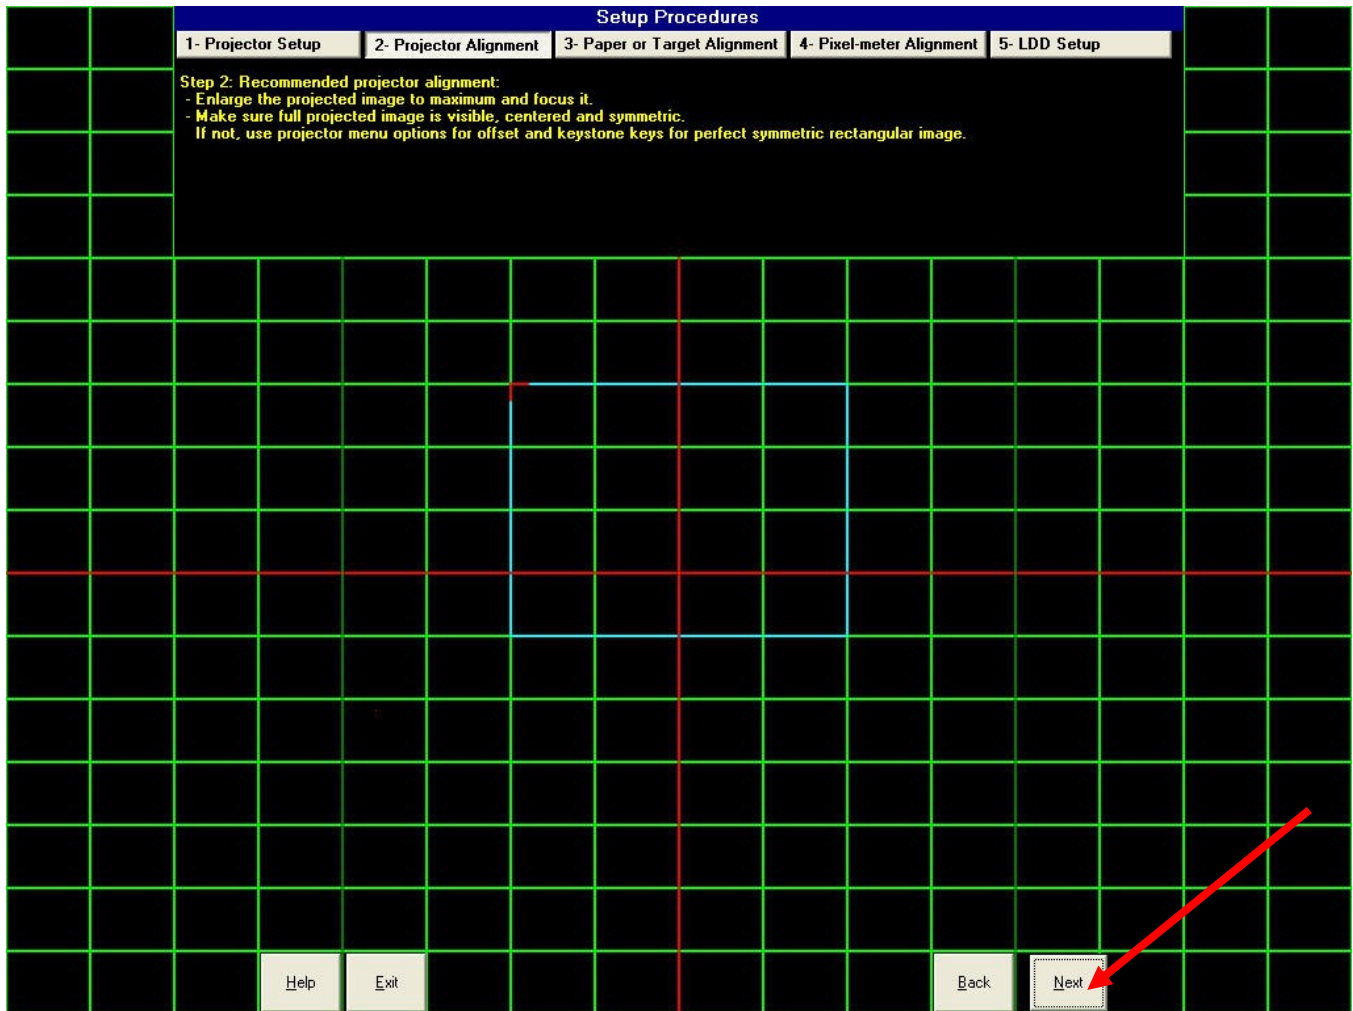 Setup Procedures
1- Projector Setup
2- Projector Alignment
3- Paper or Target Alignment
4- Pixel-meter Alignment
5- LDD Setup
Step 2: Recommended projector alignment:
- Enlarge the projected image to maximum and focus it.
- Make sure full projected image is visible, centered and symmetric.
If not, use projector menu options for offset and keystone keys for perfect symmetric rectangular image.
Help
Exit
Back
Next